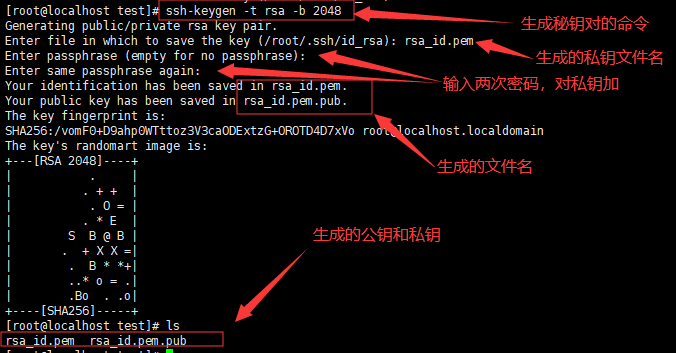 [root@localhost test]# ssh-keygen -t rsa -b 2048
生成秘钥对的命令
Generating public/private rsa key pair.
Enter file in which to save the key (/root/.ssh/id_rsa): rsa_id.pem
生成的私钥文件名
Enter passphrase (empty for no passphrase):
Enter same passphrase again:
输入两次密码，对私钥加
Your identification has been saved in rsa_id.pem.
Your public key has been saved in rsa_id.pem.pub.
The key fingerprint is:
SHA256:/vomF0+D9ahp0WTttoz3V3caODExtzG+OROTD4D7xVo root@localhost.localdomain
生成的文件名
The key's randomart image is:
+---[RSA 2048]----+
|            .    |
|           . + + |
|            . O = |
|           . * E  |
|         S  B @ B |
|        .  + X X =|
|         .  B * *+|
|         ..* o = .|
|         .Bo  . .o|
+----[SHA256]-----+
生成的公钥和私钥
[root@localhost test]# ls
rsa_id.pem  rsa_id.pem.pub
[root@localhost test]#